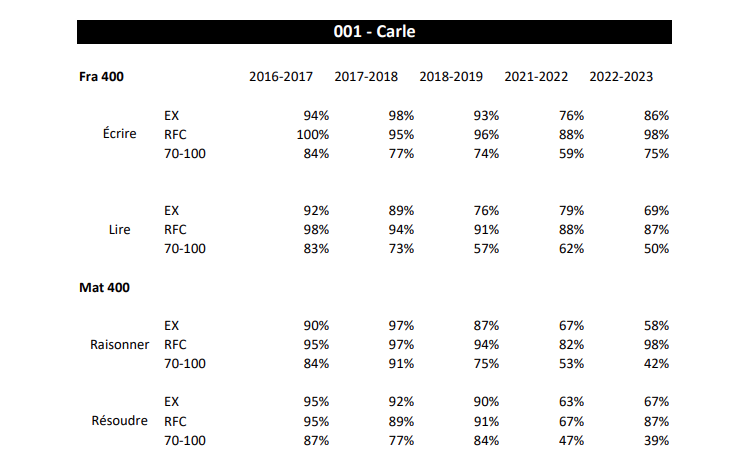 001 - Carle
Fra 400 2016-2017 2017-2018 2018-2019 2021-2022 2022-2023
EX 94% 98% 93% 76% 86%
Écrire RFC 100% 95% 96% 88% 98%
70-100 84% 77% 74% 59% 75%
EX 92% 89% 76% 79% 69%
Lire RFC 98% 94% 91% 88% 87%
70-100 83% 73% 57% 62% 50%
Mat 400
EX 90% 97% 87% 67% 58%
Raisonner RFC 95% 97% 94% 82% 98%
70-100 84% 91% 75% 53% 42%
EX 95% 92% 90% 63% 67%
Résoudre RFC 95% 89% 91% 67% 87%
70-100 87% 77% 84% 47% 39%